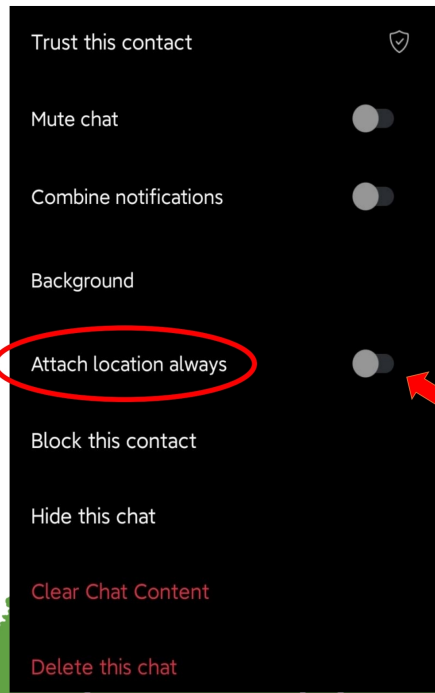 Trust this contact
Mute chat
Combine notifications
Background
Attach location always
Block this contact
Hide this chat
Clear Chat Content
Delete this chat